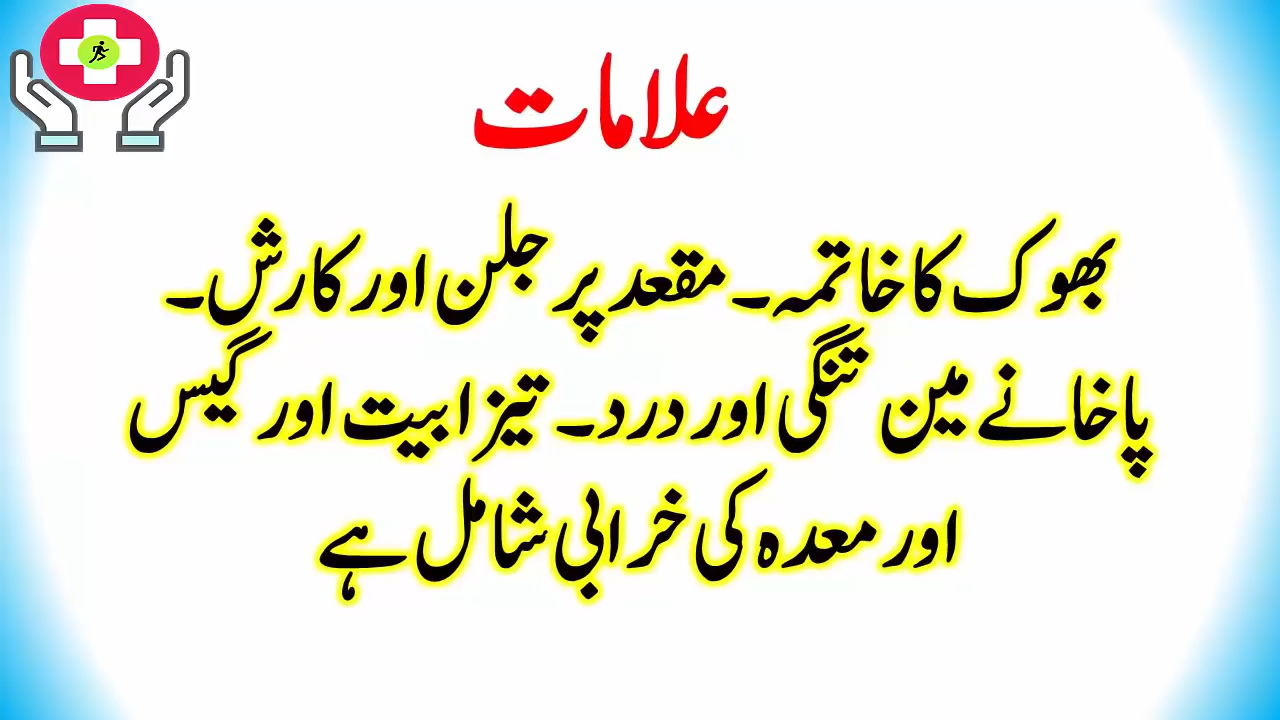 علامات
بھوک کا خاتمہ۔ مقعد پر جلن اور کارش۔
پاخانے مین تنگی اور درد۔ تیزابیت اور گیس
اور معدہ کی خرابی شامل ہے